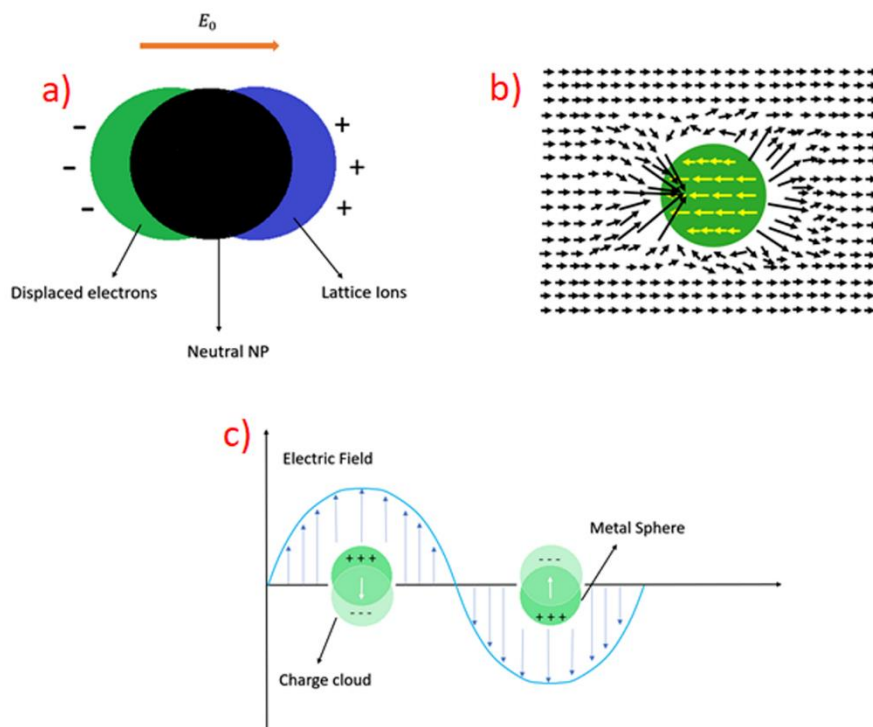 E₀
a)
b)
-
-
-
+
+
+
Displaced electrons
Lattice Ions
Neutral NP
c)
Electric Field
Metal Sphere
+++
---
---
+++
Charge cloud